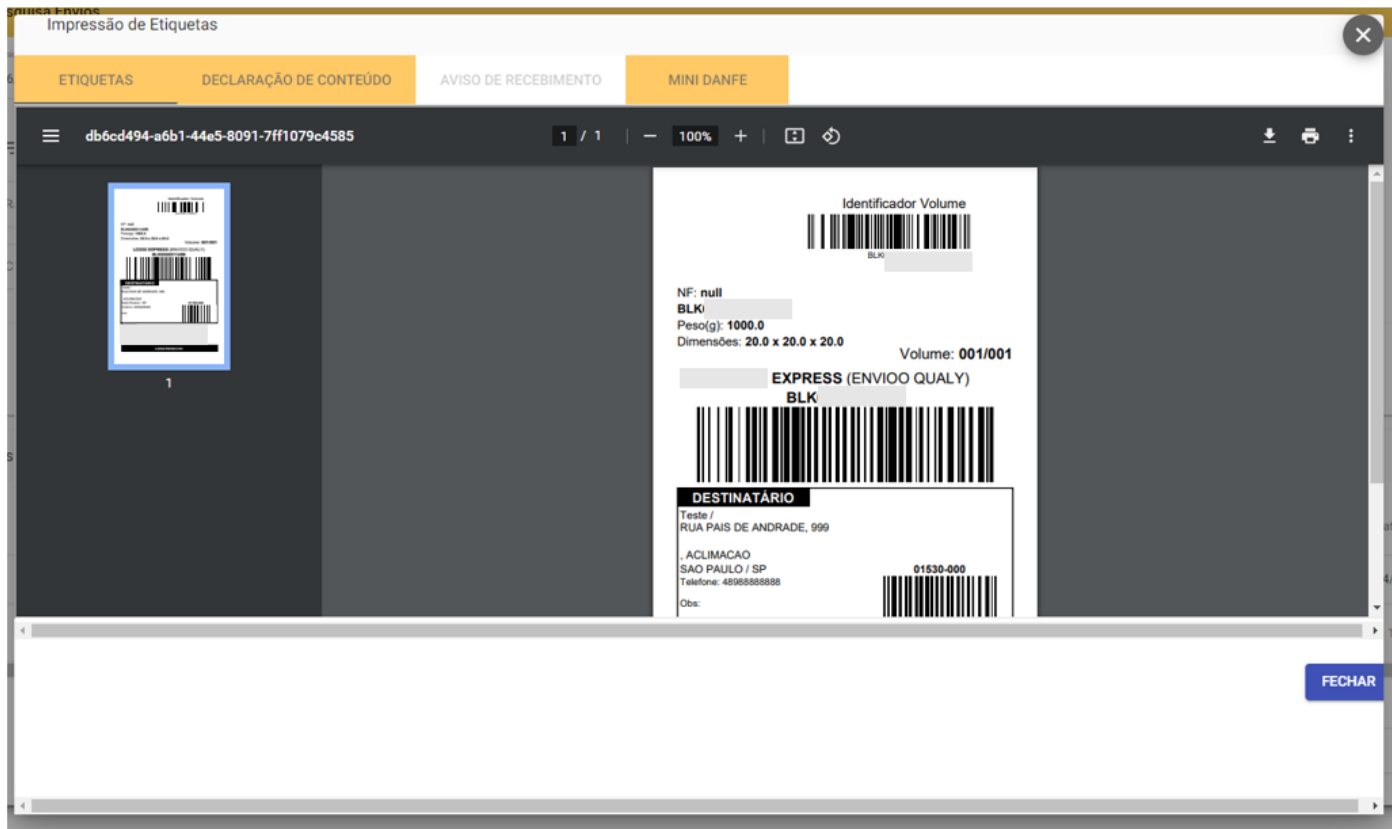 Impressão de Etiquetas
ETIQUETAS
DECLARAÇÃO DE CONTEÚDO
AVISO DE RECEBIMENTO
MINI DANFE
db6cd494-a6b1-44e5-8091-7ff1079c4585
1 / 1
100%
1
Identificador Volume
NF: null
Peso(g): 1000.0
Dimensões: 20.0 x 20.0 x 20.0
Volume: 001/001
EXPRESS (ENVIOO QUALY)
DESTINATÁRIO
Teste /
RUA PAIS DE ANDRADE, 999
, ACLIMACAO
SAO PAULO / SP
01530-000
Telefone: 48988888888
Obs:
FECHAR